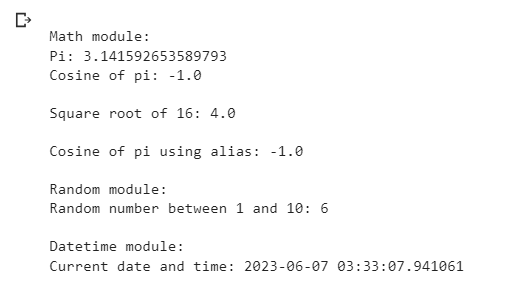 Math module:
Pi: 3.141592653589793
Cosine of pi: -1.0
Square root of 16: 4.0
Cosine of pi using alias: -1.0
Random module:
Random number between 1 and 10: 6
Datetime module:
Current date and time: 2023-06-07 03:33:07.941061